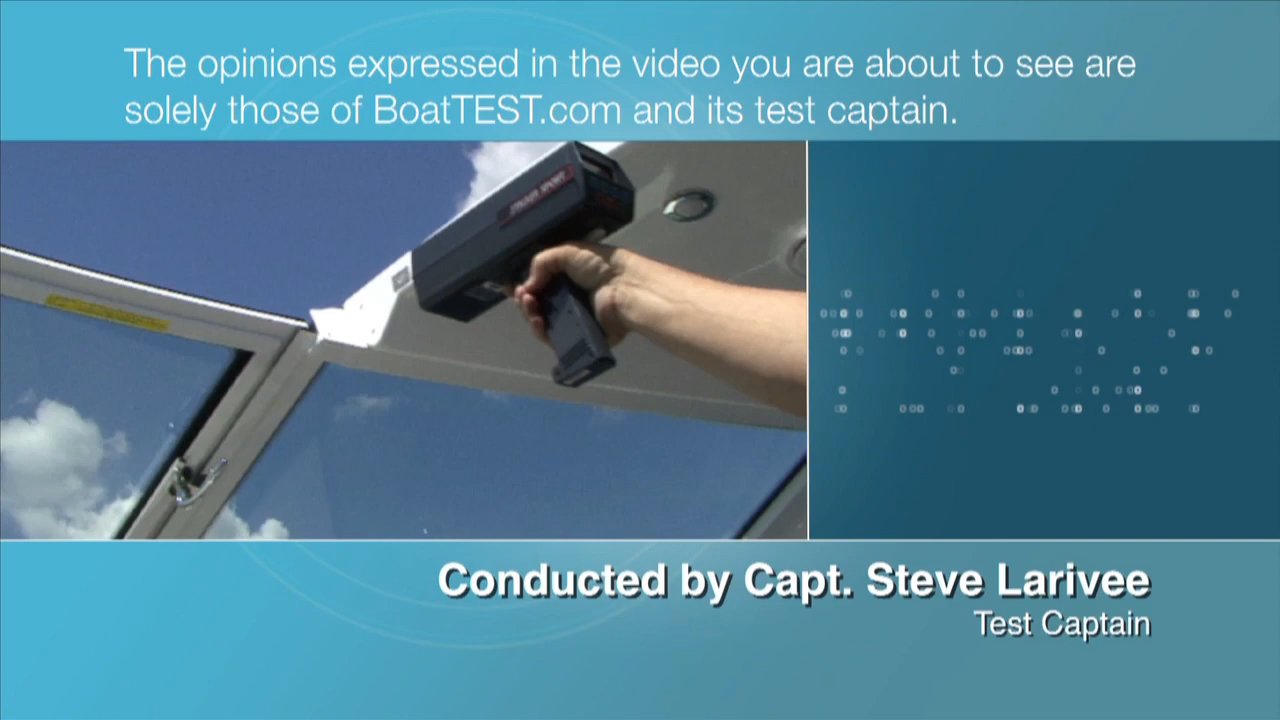 The opinions expressed in the video you are about to see are
solely those of BoatTEST.com and its test captain.
Conducted by Capt. Steve Larivee
Test Captain